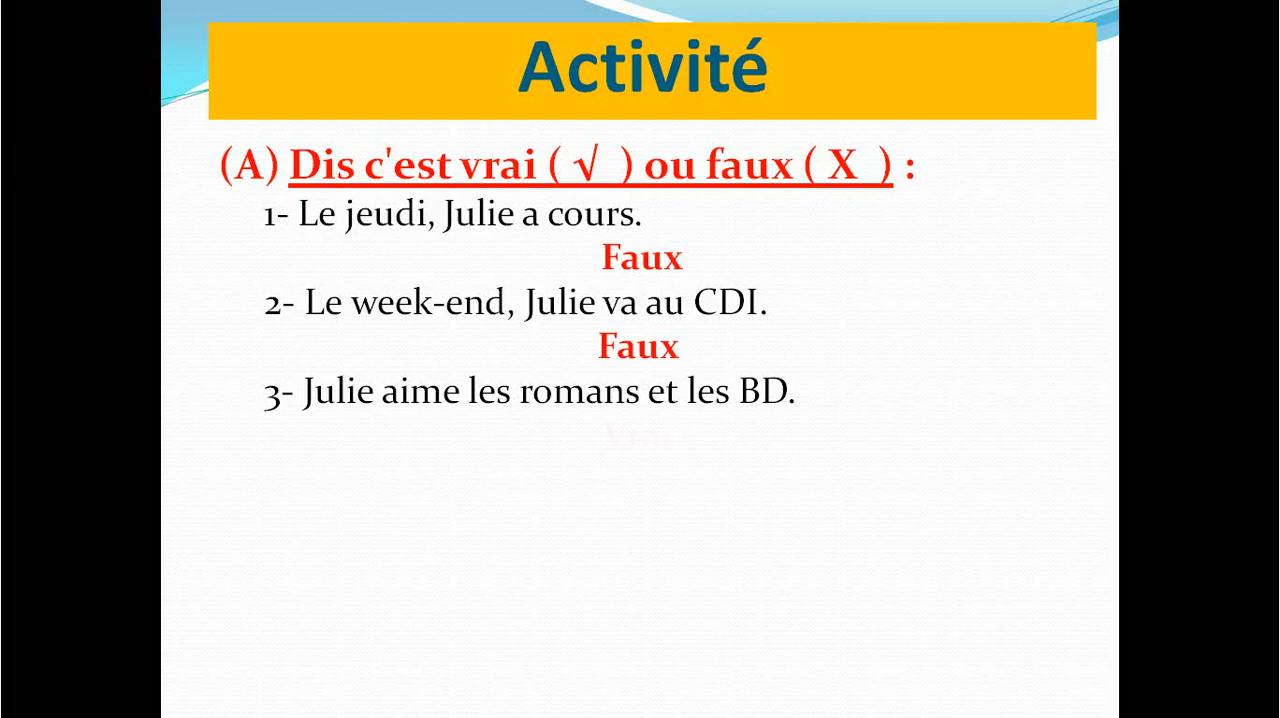 Activité
(A) Dis c'est vrai ( √ ) ou faux ( X ) :
1- Le jeudi, Julie a cours.
Faux
2- Le week-end, Julie va au CDI.
Faux
3- Julie aime les romans et les BD.
Vrai